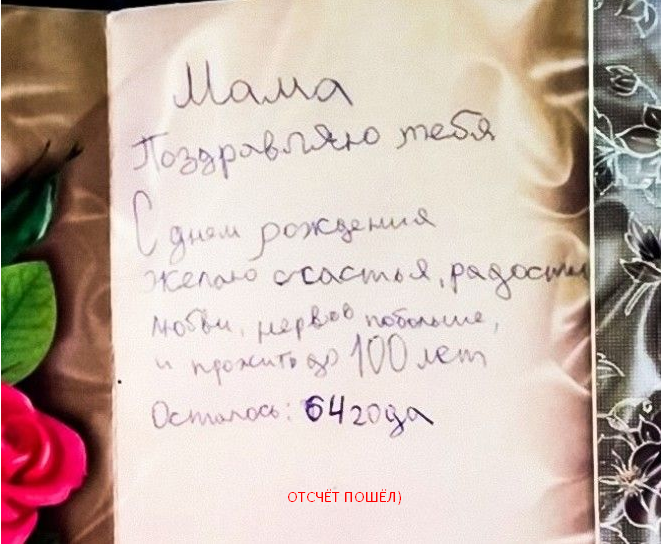 Мама
Поздравляю тебя
С днем рождения
желаю счастья, радости
любви, нервов побольше,
и прожить до 100 лет
Осталось: 64 года
ОТСЧЁТ ПОШЁЛ)